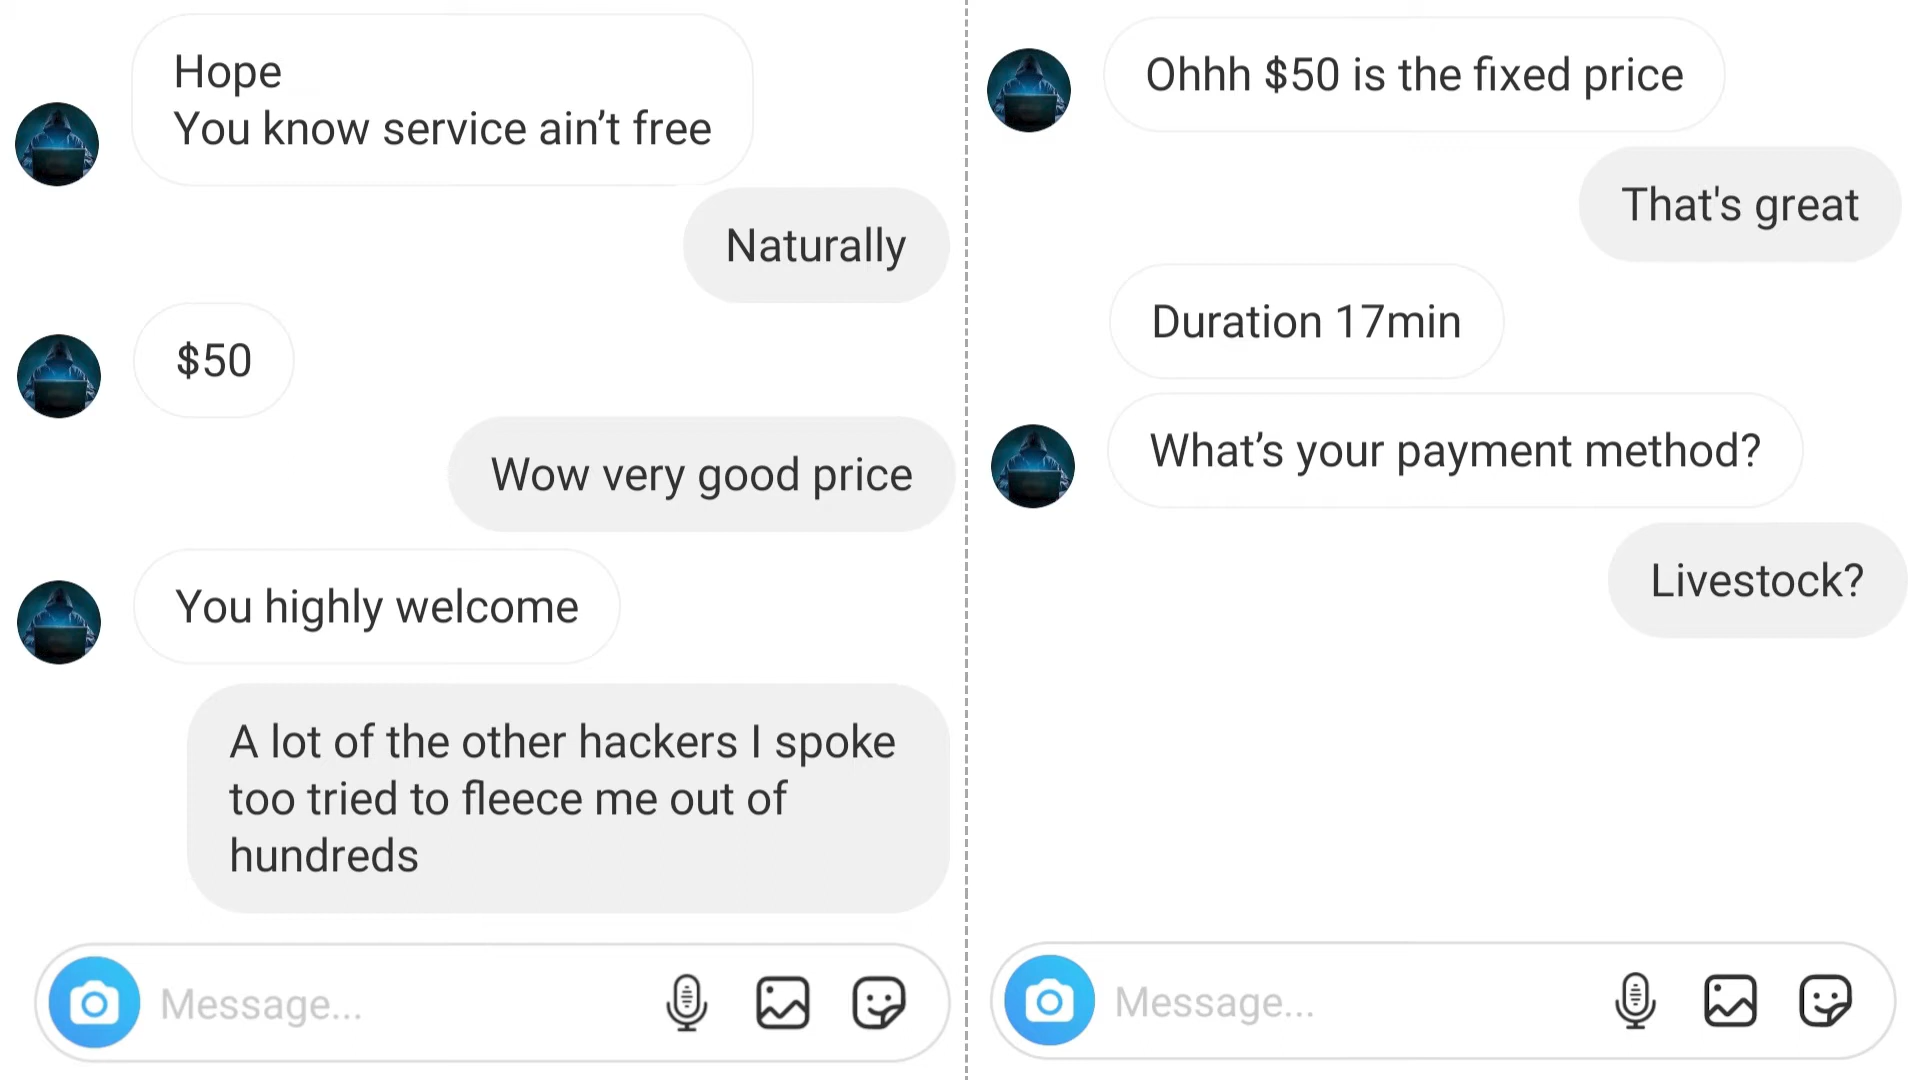 Hope
You know service ain’t free
Naturally
$50
Wow very good price
You highly welcome
A lot of the other hackers I spoke
too tried to fleece me out of
hundreds
Message...
Ohhh $50 is the fixed price
That's great
Duration 17min
What’s your payment method?
Livestock?
Message...